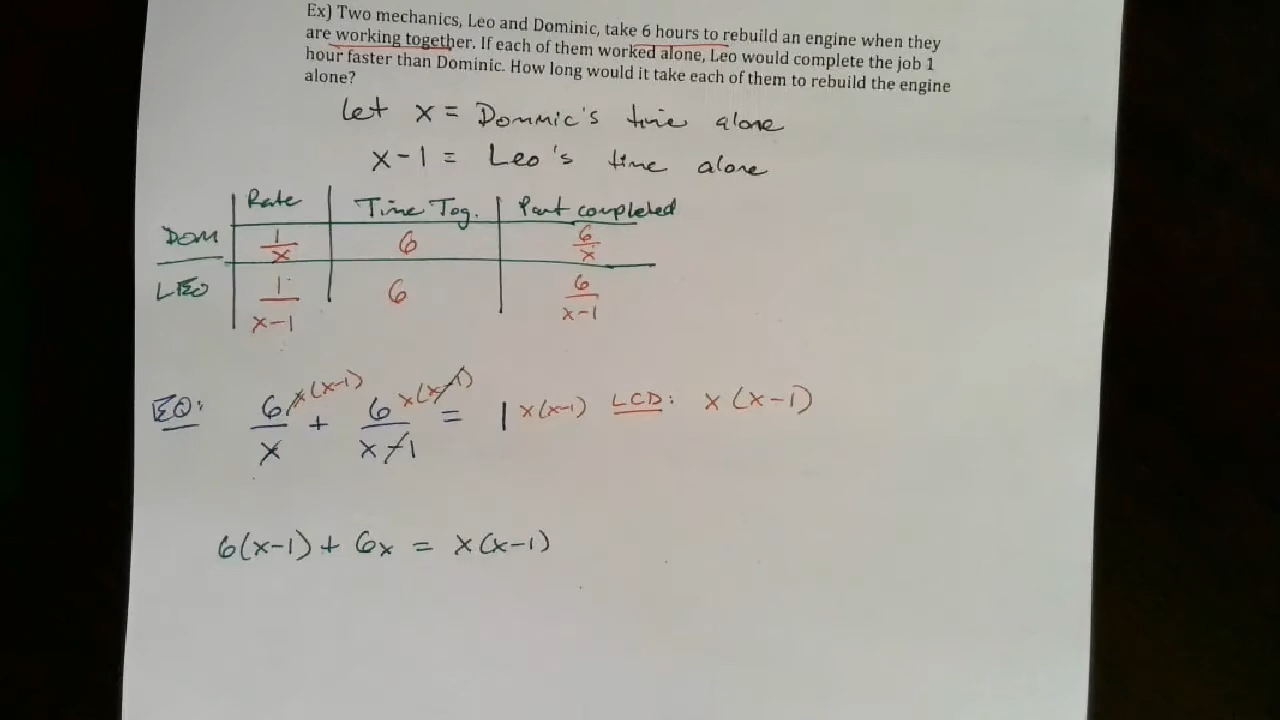 Ex) Two mechanics, Leo and Dominic, take 6 hours to rebuild an engine when they
are working together. If each of them worked alone, Leo would complete the job 1
hour faster than Dominic. How long would it take each of them to rebuild the engine
alone?
Let x = Dommic's time alone
x-1 = Leo's time alone
Rate Time Tog. Part completed
DOM 1/x 6 6/x
LEO 1/x-1 6 6/x-1
EQ: 6/x x(x-1) + 6/x-1 x(x-1) = 1 x(x-1) LCD: x(x-1)
6(x-1) + 6x = x(x-1)